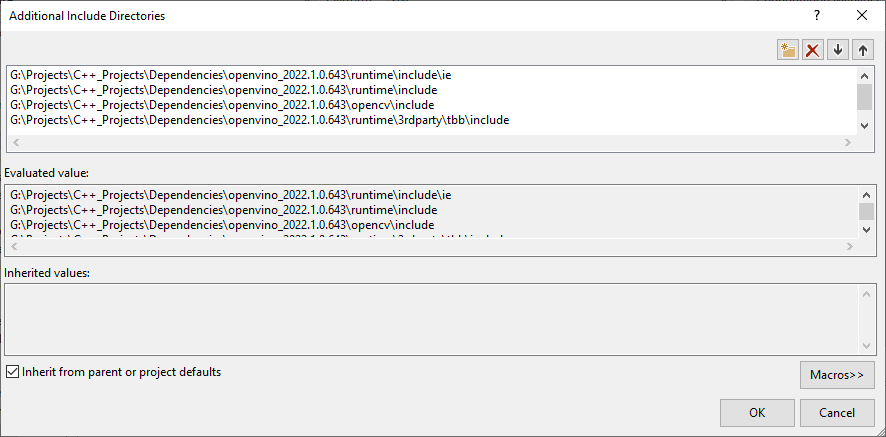 Additional Include Directories
?
G:\Projects\C++_Projects\Dependencies\openvino_2022.1.0.643\runtime\include\ie
G:\Projects\C++_Projects\Dependencies\openvino_2022.1.0.643\runtime\include
G:\Projects\C++_Projects\Dependencies\openvino_2022.1.0.643\opencv\include
G:\Projects\C++_Projects\Dependencies\openvino_2022.1.0.643\runtime\3rdparty\tbb\include
Evaluated value:
G:\Projects\C++_Projects\Dependencies\openvino_2022.1.0.643\runtime\include\ie
G:\Projects\C++_Projects\Dependencies\openvino_2022.1.0.643\runtime\include
G:\Projects\C++_Projects\Dependencies\openvino_2022.1.0.643\opencv\include
Inherited values:
Inherit from parent or project defaults
Macros>>
OK
Cancel